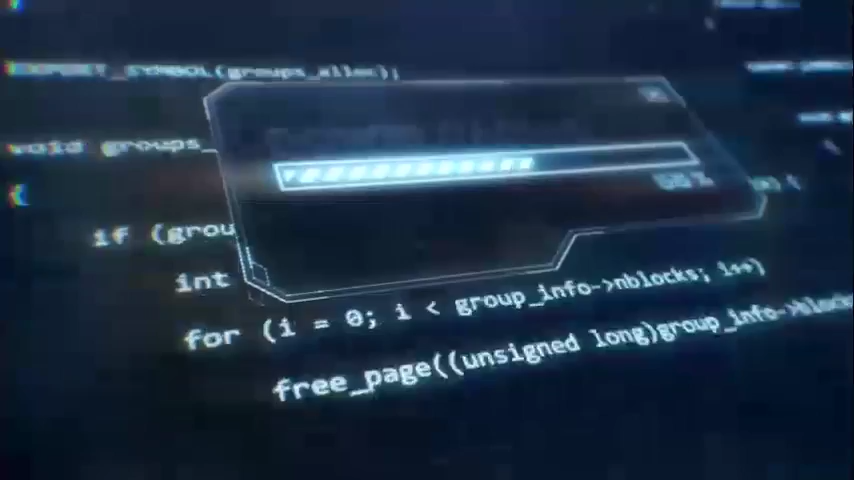 EXPORT_SYMBOL(groups_alloc);
void groups_
{
if (grou
int
for (i = 0; i < group_info->nblocks; i++)
free_page((unsigned long)group_info->blocks